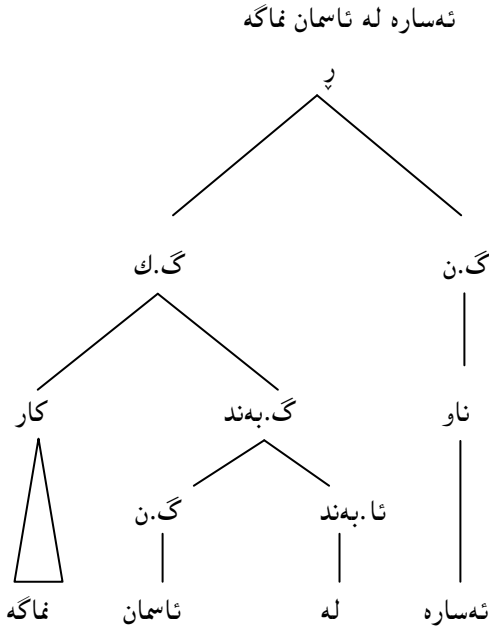 ئەسارە لە ئاسمان نماگە
ڕ
گ.ن گ.ك
ناو گ.بەند کار
ئا.بەند گ.ن
ئەسارە لە ئاسمان نماگە